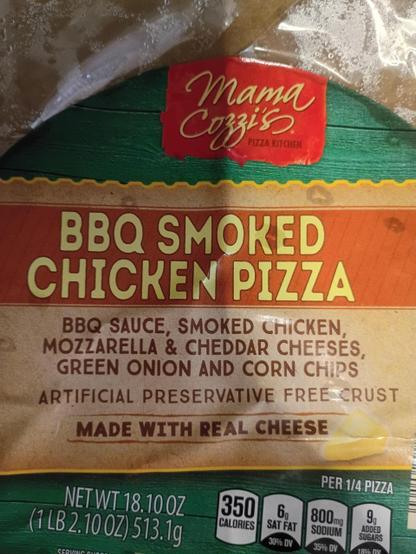 Mama
Cozzi's
PIZZA KITCHEN
BBQ SMOKED
CHICKEN PIZZA
BBQ SAUCE, SMOKED CHICKEN,
MOZZARELLA & CHEDDAR CHEESES,
GREEN ONION AND CORN CHIPS
ARTIFICIAL PRESERVATIVE FREE CRUST
MADE WITH REAL CHEESE
PER 1/4 PIZZA
NET WT 18.10 OZ
(1 LB 2.10 OZ) 513.1g
350
CALORIES
6g
SAT FAT
30% DV
800mg
SODIUM
35% DV
9g
ADDED
SUGARS
18% DV